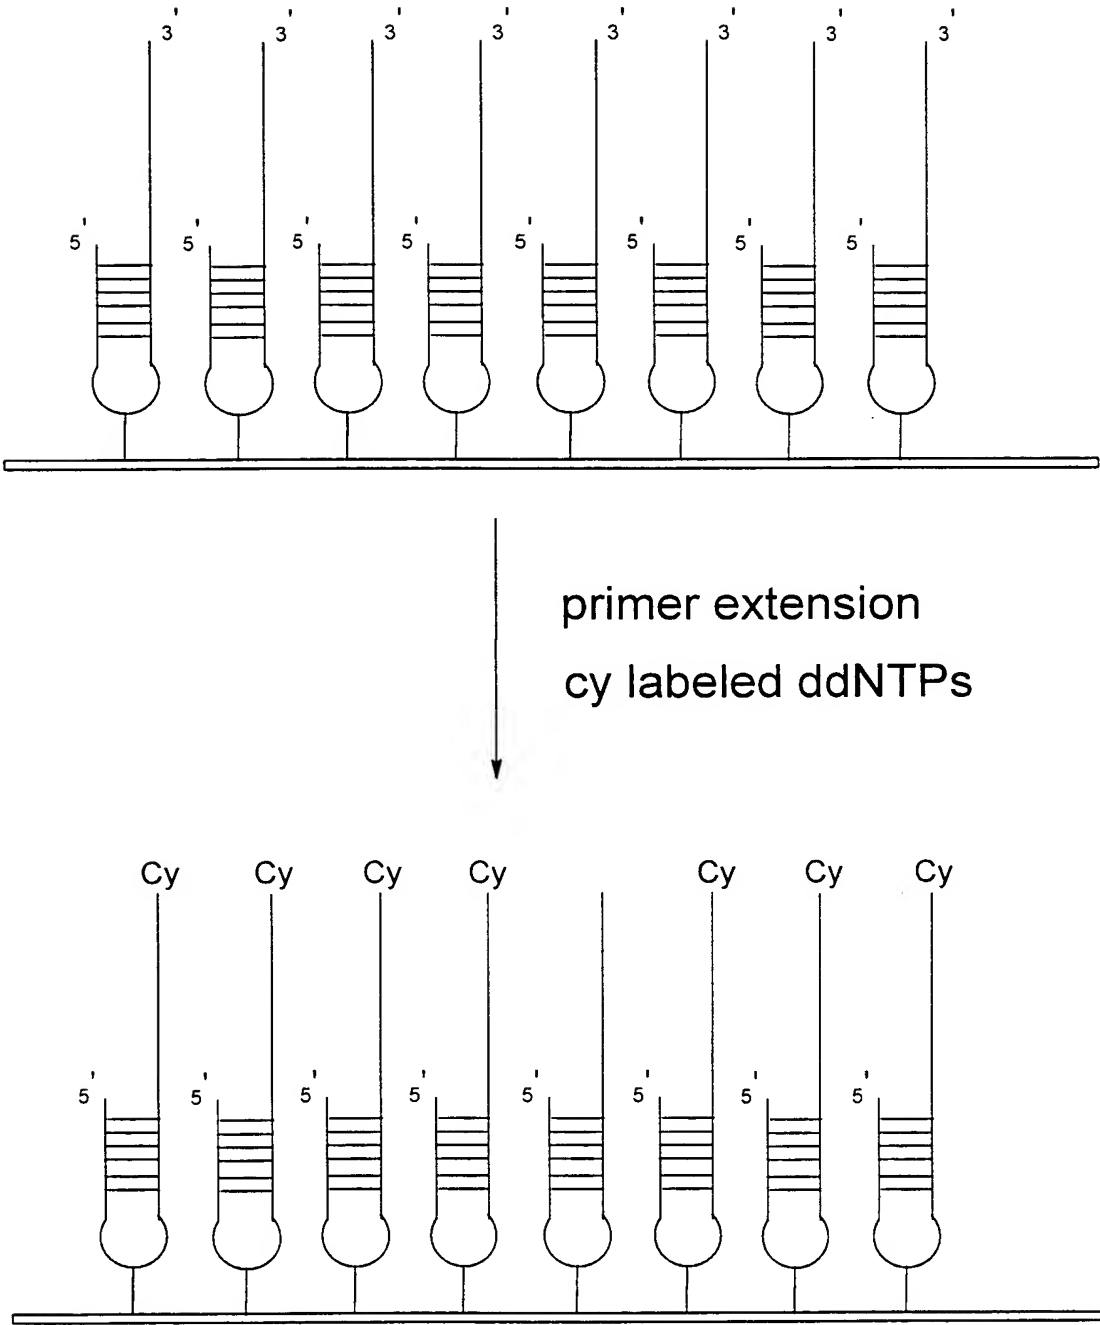 3' 3' 3' 3' 3' 3' 3' 3'
5' 5' 5' 5' 5' 5' 5' 5'
primer extension
cy labeled ddNTPs
Cy Cy Cy Cy Cy Cy Cy
5' 5' 5' 5' 5' 5' 5' 5'